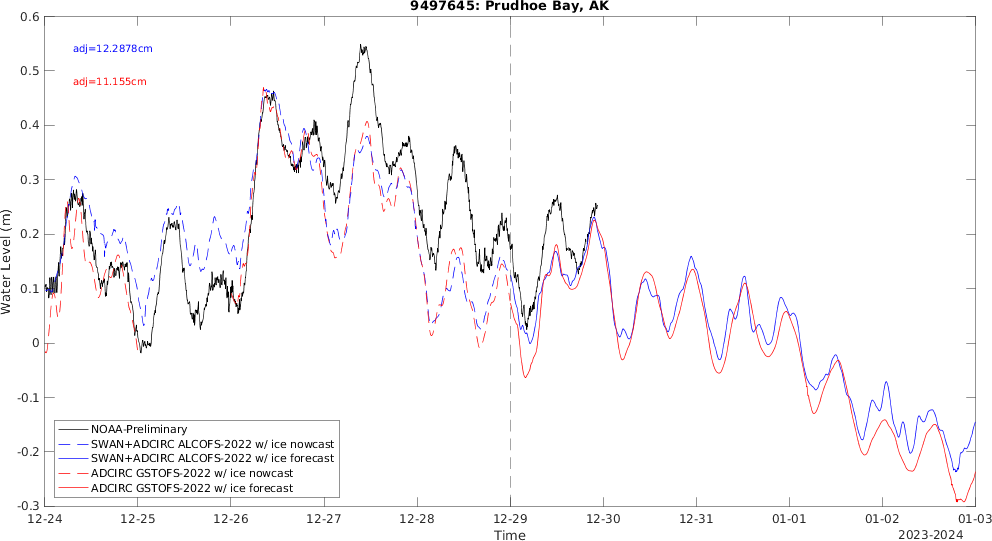 9497645: Prudhoe Bay, AK
0.6
0.5
0.4
0.3
0.2
0.1
0
-0.1
-0.2
-0.3
Water Level (m)
adj=12.2878cm
adj=11.155cm
NOAA-Preliminary
SWAN+ADCIRC ALCOFS-2022 w/ ice nowcast
SWAN+ADCIRC ALCOFS-2022 w/ ice forecast
ADCIRC GSTOFS-2022 w/ ice nowcast
ADCIRC GSTOFS-2022 w/ ice forecast
12-24 12-25 12-26 12-27 12-28 12-29 12-30 12-31 01-01 01-02 01-03
Time
2023-2024